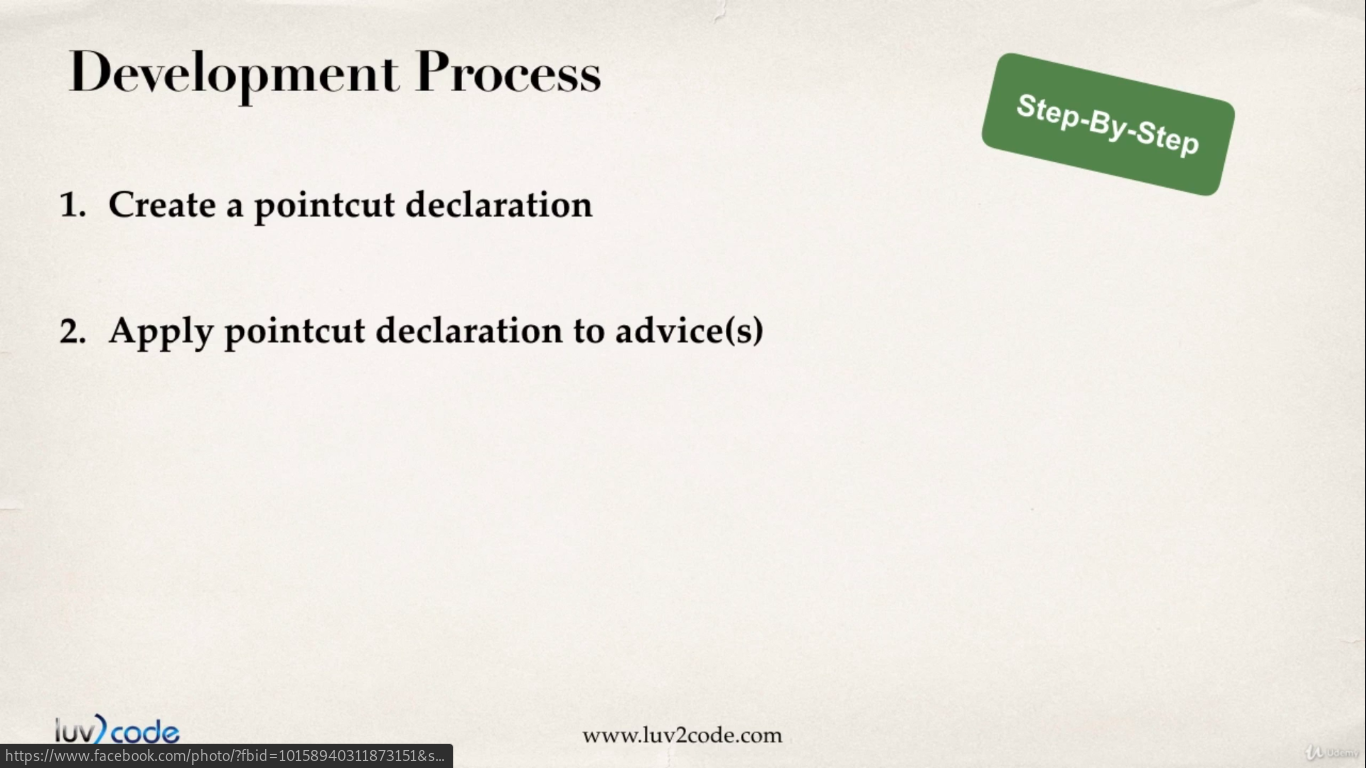 Development Process
Step-By-Step
1. Create a pointcut declaration
2. Apply pointcut declaration to advice(s)
luv2code
www.luv2code.com
https://www.facebook.com/photo/?fbid=10158940311873151&s...
Udemy